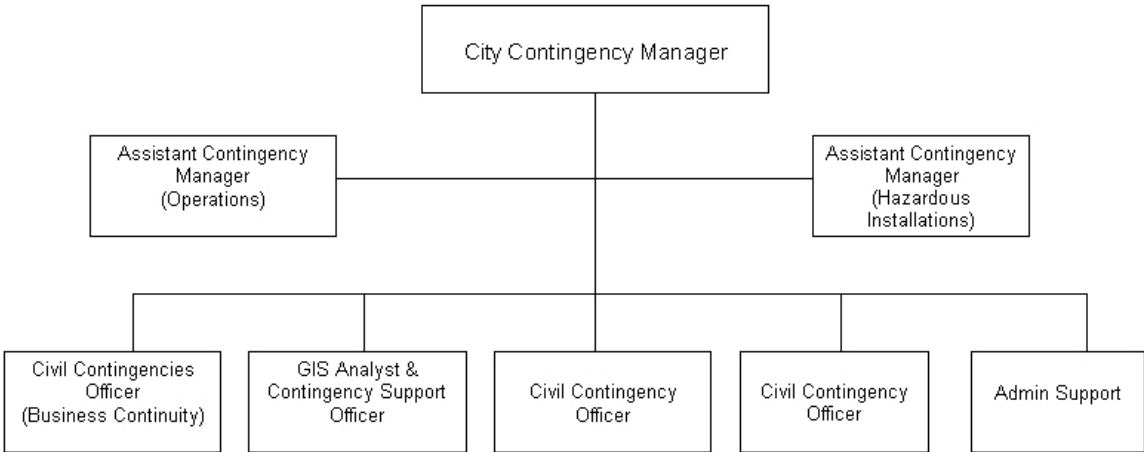 City Contingency Manager
Assistant Contingency
Manager
(Operations)
Assistant Contingency
Manager
(Hazardous
Installations)
Civil Contingencies
Officer
(Business Continuity)
GIS Analyst &
Contingency Support
Officer
Civil Contingency
Officer
Civil Contingency
Officer
Admin Support